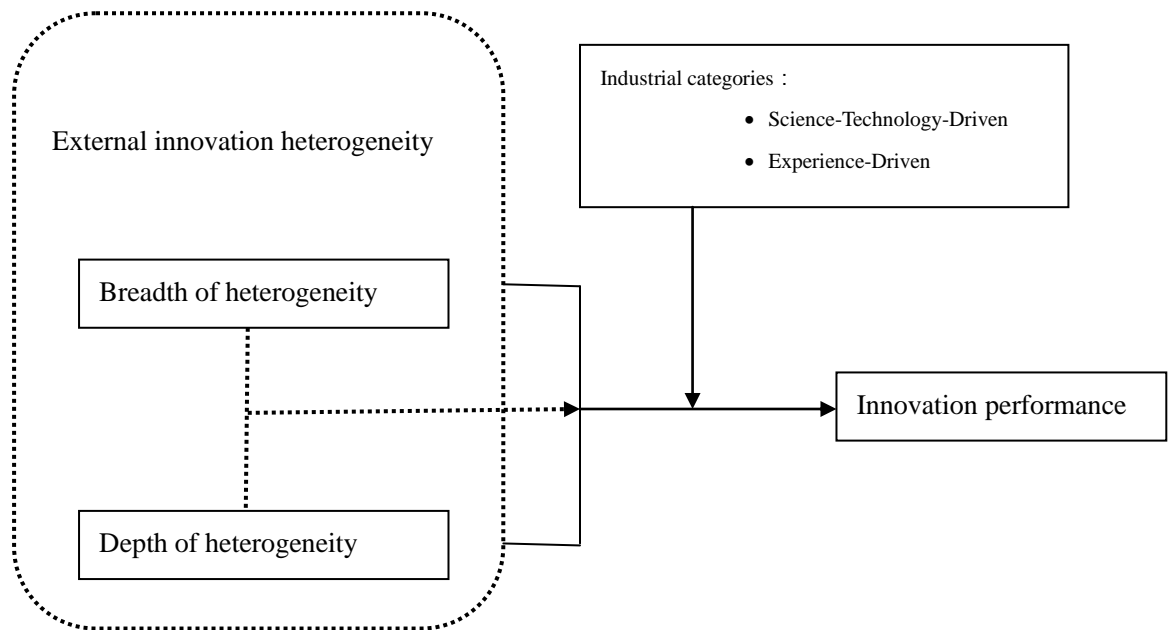 Industrial categories：
• Science-Technology-Driven
• Experience-Driven
External innovation heterogeneity
Breadth of heterogeneity
Innovation performance
Depth of heterogeneity